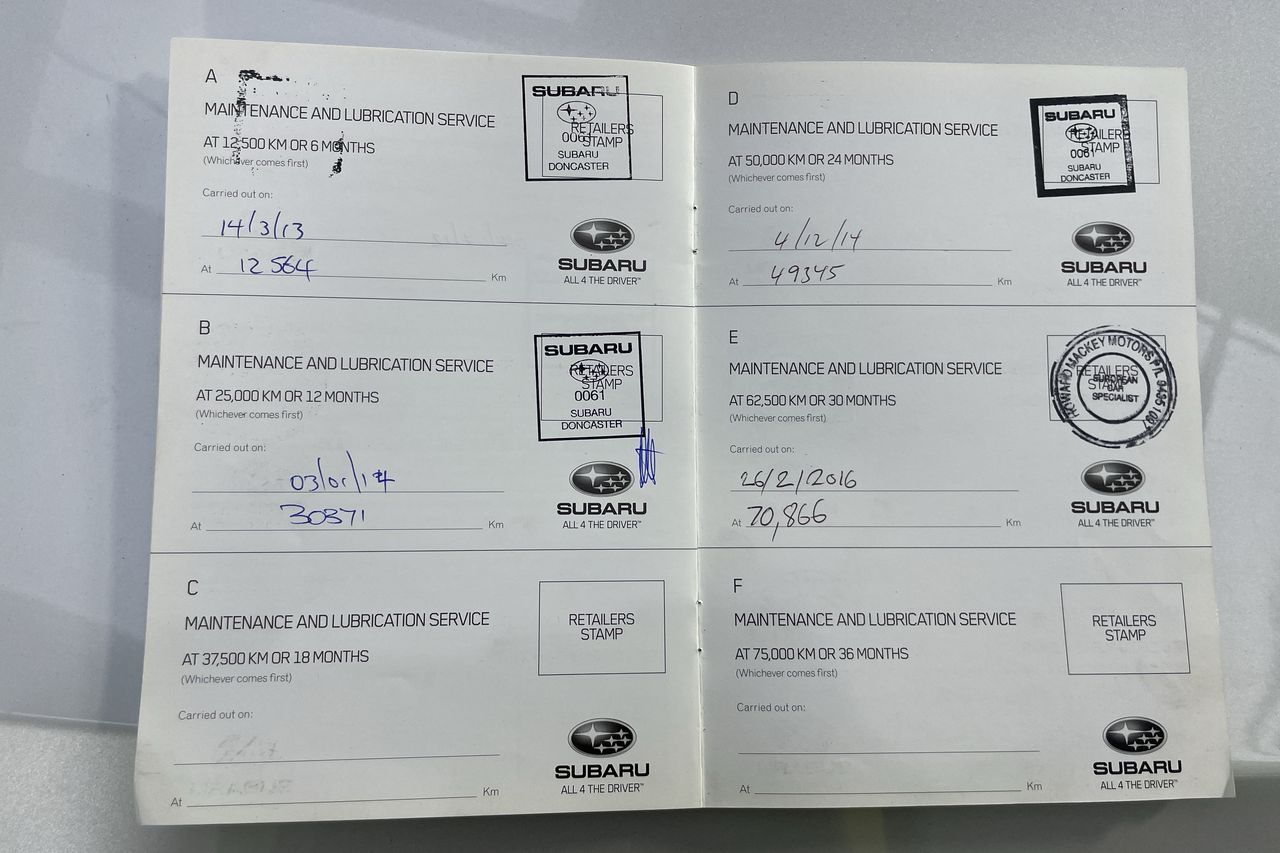 A
MAINTENANCE AND LUBRICATION SERVICE
AT 12,500 KM OR 6 MONTHS
(Whichever comes first)
Carried out on:
14/3/13
At 12564 Km
SUBARU
RETAILERS
STAMP
0061
SUBARU
DONCASTER
SUBARU
ALL 4 THE DRIVER™
B
MAINTENANCE AND LUBRICATION SERVICE
AT 25,000 KM OR 12 MONTHS
(Whichever comes first)
Carried out on:
03/01/14
At 30371 Km
SUBARU
RETAILERS
STAMP
0061
SUBARU
DONCASTER
SUBARU
ALL 4 THE DRIVER™
C
MAINTENANCE AND LUBRICATION SERVICE
AT 37,500 KM OR 18 MONTHS
(Whichever comes first)
Carried out on:
At Km
RETAILERS
STAMP
SUBARU
ALL 4 THE DRIVER™
D
MAINTENANCE AND LUBRICATION SERVICE
AT 50,000 KM OR 24 MONTHS
(Whichever comes first)
Carried out on:
4/12/14
At 49345 Km
SUBARU
RETAILERS
STAMP
0061
SUBARU
DONCASTER
SUBARU
ALL 4 THE DRIVER™
E
MAINTENANCE AND LUBRICATION SERVICE
AT 62,500 KM OR 30 MONTHS
(Whichever comes first)
Carried out on:
26/2/2016
At 70,866 Km
RETAILERS
STAMP
HOWARD MACKEY MOTORS P/L 9435 1097
EUROPEAN
CAR
SPECIALIST
SUBARU
ALL 4 THE DRIVER™
F
MAINTENANCE AND LUBRICATION SERVICE
AT 75,000 KM OR 36 MONTHS
(Whichever comes first)
Carried out on:
At Km
RETAILERS
STAMP
SUBARU
ALL 4 THE DRIVER™